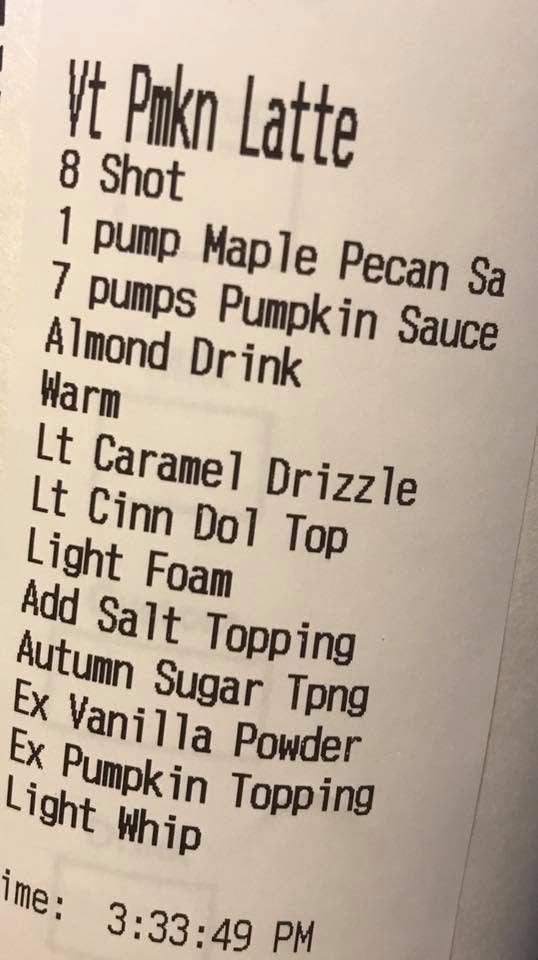 Vt Pmkn Latte
8 Shot
1 pump Maple Pecan Sa
7 pumps Pumpkin Sauce
Almond Drink
Warm
Lt Caramel Drizzle
Lt Cinn Dol Top
Light Foam
Add Salt Topping
Autumn Sugar Tpng
Ex Vanilla Powder
Ex Pumpkin Topping
Light Whip
ime: 3:33:49 PM